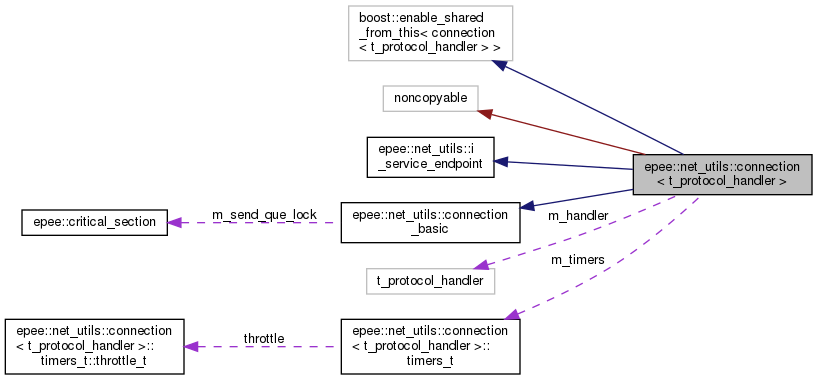 boost::enable_shared
_from_this< connection
< t_protocol_handler > >
noncopyable
epee::net_utils::i
_service_endpoint
epee::net_utils::connection
< t_protocol_handler >
epee::critical_section
m_send_que_lock
epee::net_utils::connection
_basic
m_handler
t_protocol_handler
m_timers
epee::net_utils::connection
< t_protocol_handler >::
timers_t::throttle_t
throttle
epee::net_utils::connection
< t_protocol_handler >::
timers_t